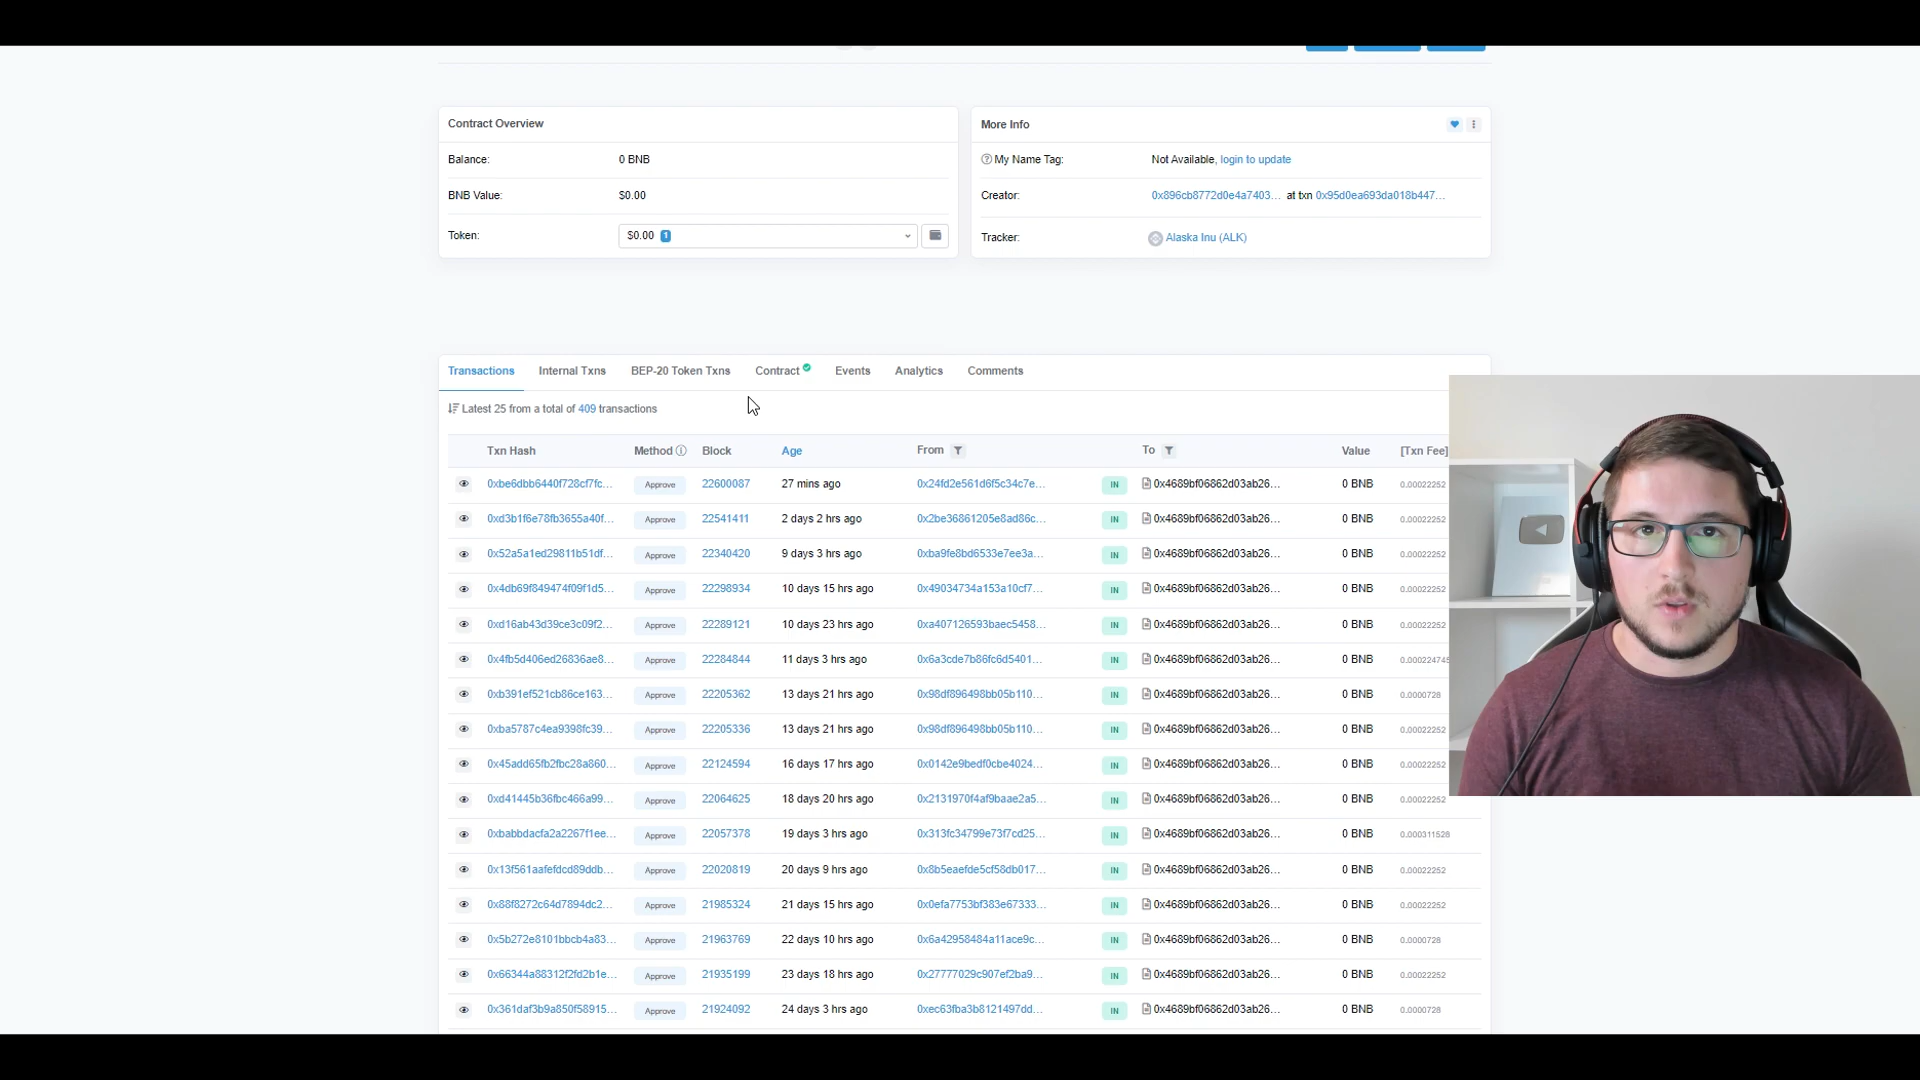 Contract Overview
Balance: 0 BNB
BNB Value: $0.00
Token: $0.00 1
More Info
My Name Tag: Not Available, login to update
Creator: 0x896cb8772d0e4a7403... at txn 0x95d0ea693da018b447...
Tracker: Alaska Inu (ALK)
Transactions Internal Txns BEP-20 Token Txns Contract Events Analytics Comments
Latest 25 from a total of 409 transactions
Txn Hash Method Block Age From To Value [Txn Fee]
0xbe6dbb6440f728cf7fc... Approve 22600087 27 mins ago 0x24fd2e561d6f5c34c7e... IN 0x4689bf06862d03ab26... 0 BNB 0.00022252
0xd3b1f6e78fb3655a40f... Approve 22541411 2 days 2 hrs ago 0x2be36861205e8ad86c... IN 0x4689bf06862d03ab26... 0 BNB 0.00022252
0x52a5a1ed29811b51df... Approve 22340420 9 days 3 hrs ago 0xba9fe8bd6533e7ee3a... IN 0x4689bf06862d03ab26... 0 BNB 0.00022252
0x4db69f849474f09f1d5... Approve 22298934 10 days 15 hrs ago 0x49034734a153a10cf7... IN 0x4689bf06862d03ab26... 0 BNB 0.00022252
0xd16ab43d39ce3c09f2... Approve 22289121 10 days 23 hrs ago 0xa407126593baec5458... IN 0x4689bf06862d03ab26... 0 BNB 0.00022252
0x4fb5d406ed26836ae8... Approve 22284844 11 days 3 hrs ago 0x6a3cde7b86fc6d5401... IN 0x4689bf06862d03ab26... 0 BNB 0.00022474
0xb391ef521cb86ce163... Approve 22205362 13 days 21 hrs ago 0x98df896498bb05b110... IN 0x4689bf06862d03ab26... 0 BNB 0.0000728
0xba5787c4ea9398fc39... Approve 22205336 13 days 21 hrs ago 0x98df896498bb05b110... IN 0x4689bf06862d03ab26... 0 BNB 0.00022252
0x45add65fb2fbc28a860... Approve 22124594 16 days 17 hrs ago 0x0142e9bedf0cbe4024... IN 0x4689bf06862d03ab26... 0 BNB 0.00022252
0xd41445b36fbc466a99... Approve 22064625 18 days 20 hrs ago 0x2131970f4af9baae2a5... IN 0x4689bf06862d03ab26... 0 BNB 0.00022252
0xbabbdacfa2a2267f1ee... Approve 22057378 19 days 3 hrs ago 0x313fc34799e73f7cd25... IN 0x4689bf06862d03ab26... 0 BNB 0.000311528
0x13f561aafefdcd89ddb... Approve 22020819 20 days 9 hrs ago 0x8b5eaefde5cf58db017... IN 0x4689bf06862d03ab26... 0 BNB 0.00022252
0x88f8272c64d7894dc2... Approve 21985324 21 days 15 hrs ago 0x0efa7753bf383e67333... IN 0x4689bf06862d03ab26... 0 BNB 0.00022252
0x5b272e8101bbcb4a83... Approve 21963769 22 days 10 hrs ago 0x6a42958484a11ace9c... IN 0x4689bf06862d03ab26... 0 BNB 0.0000728
0x66344a88312f2fd2b1e... Approve 21935199 23 days 18 hrs ago 0x27777029c907ef2ba9... IN 0x4689bf06862d03ab26... 0 BNB 0.00022252
0x361daf3b9a850f58915... Approve 21924092 24 days 3 hrs ago 0xec63fba3b8121497dd... IN 0x4689bf06862d03ab26... 0 BNB 0.0000728